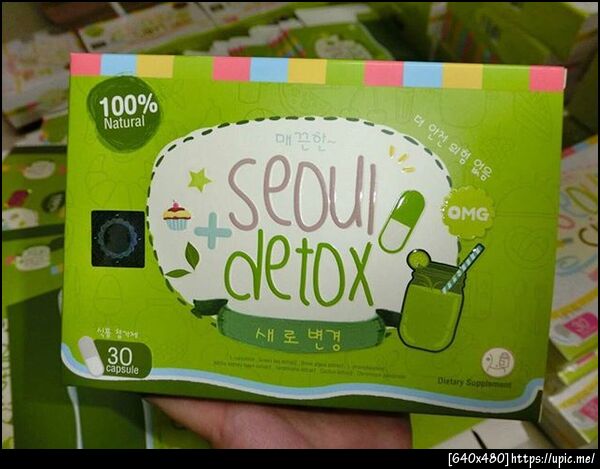 100%
Natural
매끈한~
더 안전 위험 없음
seoul
+
detox
OMG
새로변경
식품 첨가제
30
capsule
Dietary Supplement
[640x480]https://upic.me/